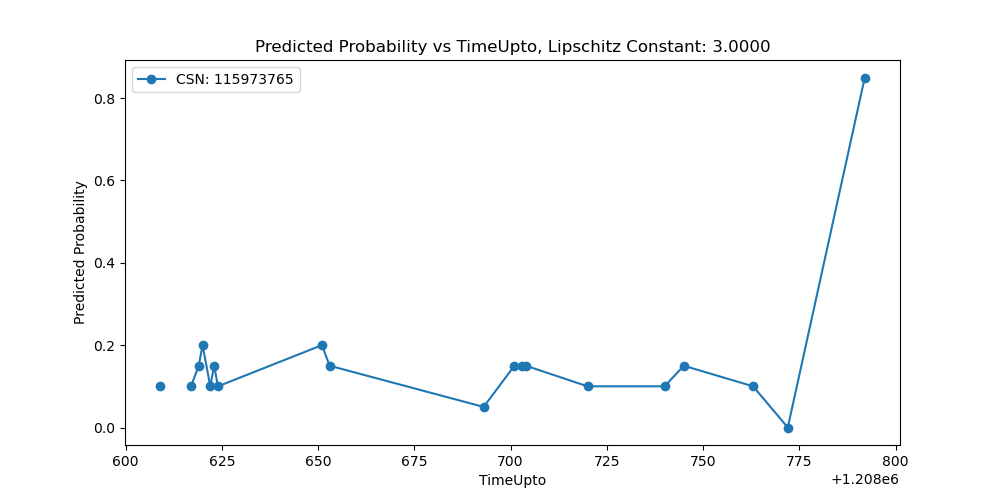 Predicted Probability vs TimeUpto, Lipschitz Constant: 3.0000
CSN: 115973765
Predicted Probability
0.8
0.6
0.4
0.2
0.0
600 625 650 675 700 725 750 775 800
TimeUpto
+1.208e6